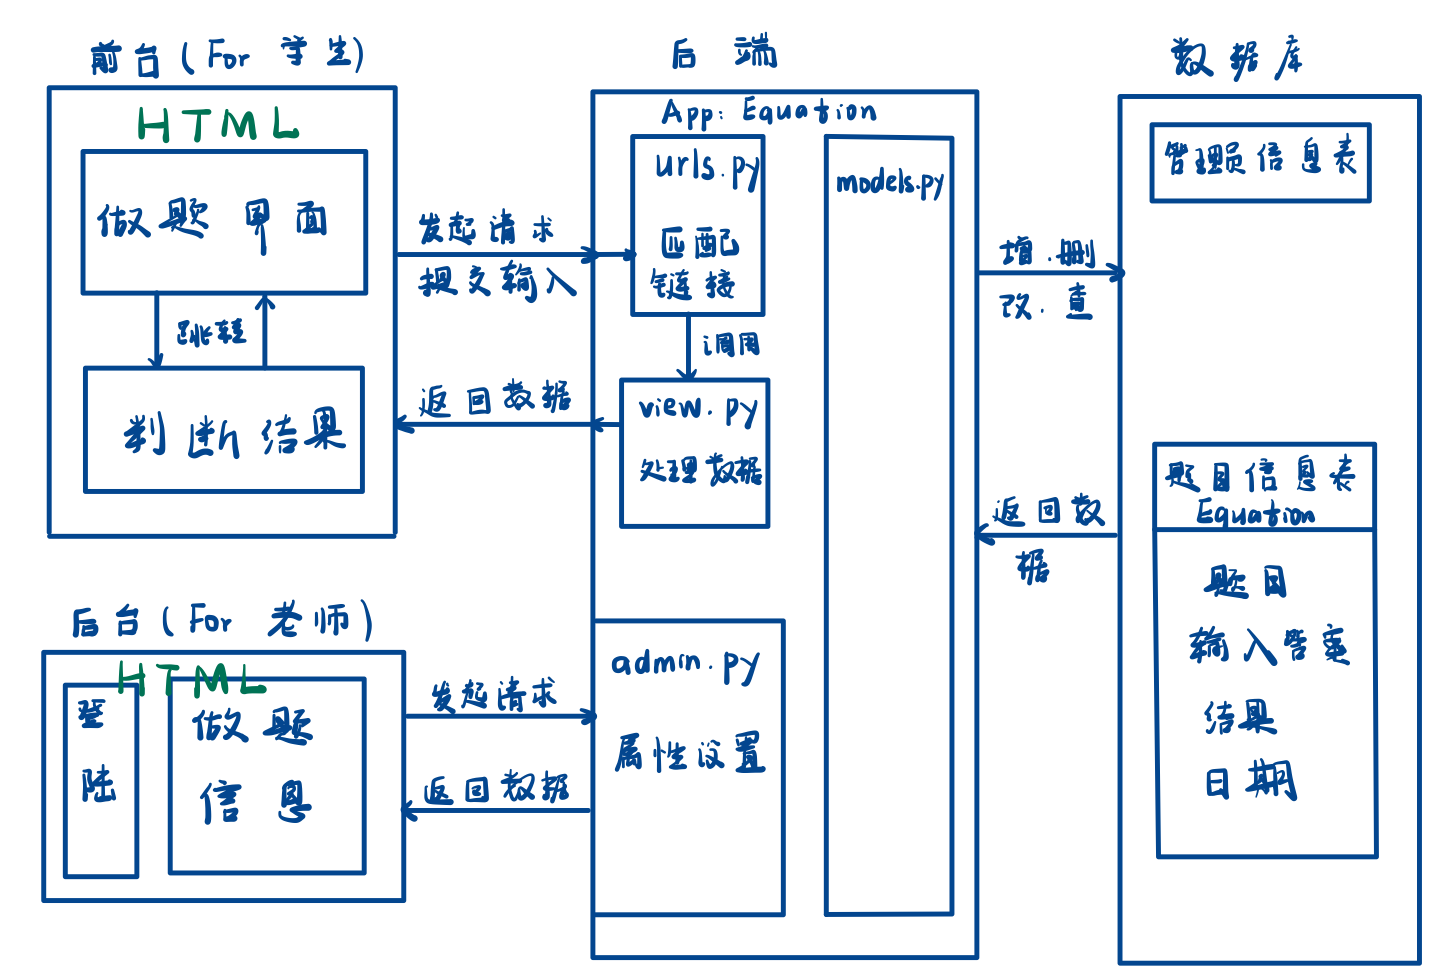 前台(For 学生)
HTML
做题 界面
跳转
判断结果
后台(For 老师)
HTML
登
陆
做题
信息
发起请求
提交输入
返回数据
发起请求
返回数据
后端
App: Equation
urls.py
匹配
链接
调用
view.py
处理数据
admin.py
属性设置
models.py
增.删
改.查
返回数
据
数据库
管理员信息表
题目信息表
Equation
题目
输入答案
结果
日期